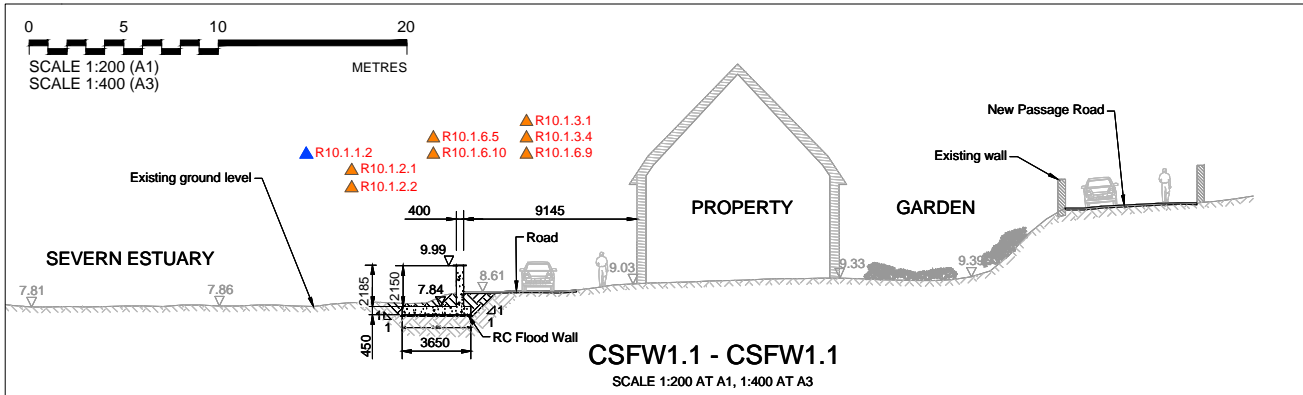 0 5 10 20
SCALE 1:200 (A1) METRES
SCALE 1:400 (A3)
R10.1.3.1
R10.1.6.5 R10.1.3.4
R10.1.1.2 R10.1.6.10 R10.1.6.9
R10.1.2.1
R10.1.2.2
New Passage Road
Existing wall
Existing ground level
400 9145
PROPERTY GARDEN
Road
9.99
SEVERN ESTUARY
7.81 7.86 2185 2150 7.84 8.61 9.03 9.33 9.39
1 1
1 1
450 3650
RC Flood Wall
CSFW1.1 - CSFW1.1
SCALE 1:200 AT A1, 1:400 AT A3